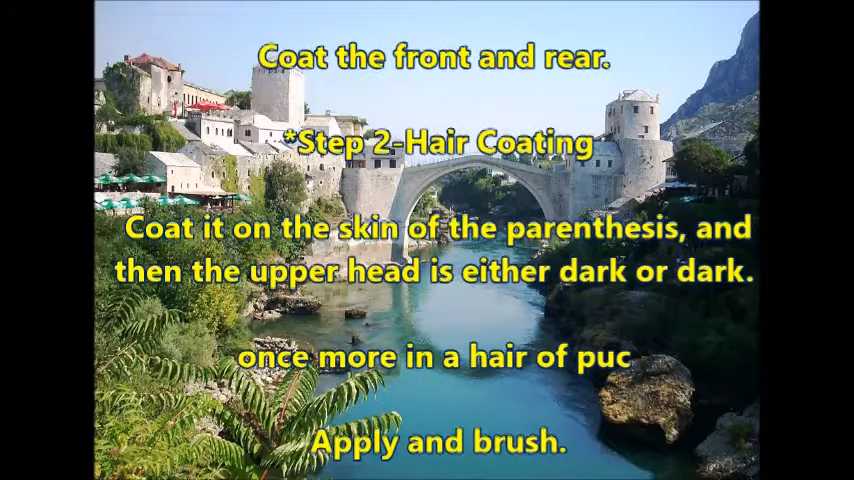 Coat the front and rear.
*Step 2-Hair Coating
Coat it on the skin of the parenthesis, and
then the upper head is either dark or dark.
once more in a hair of puc
Apply and brush.